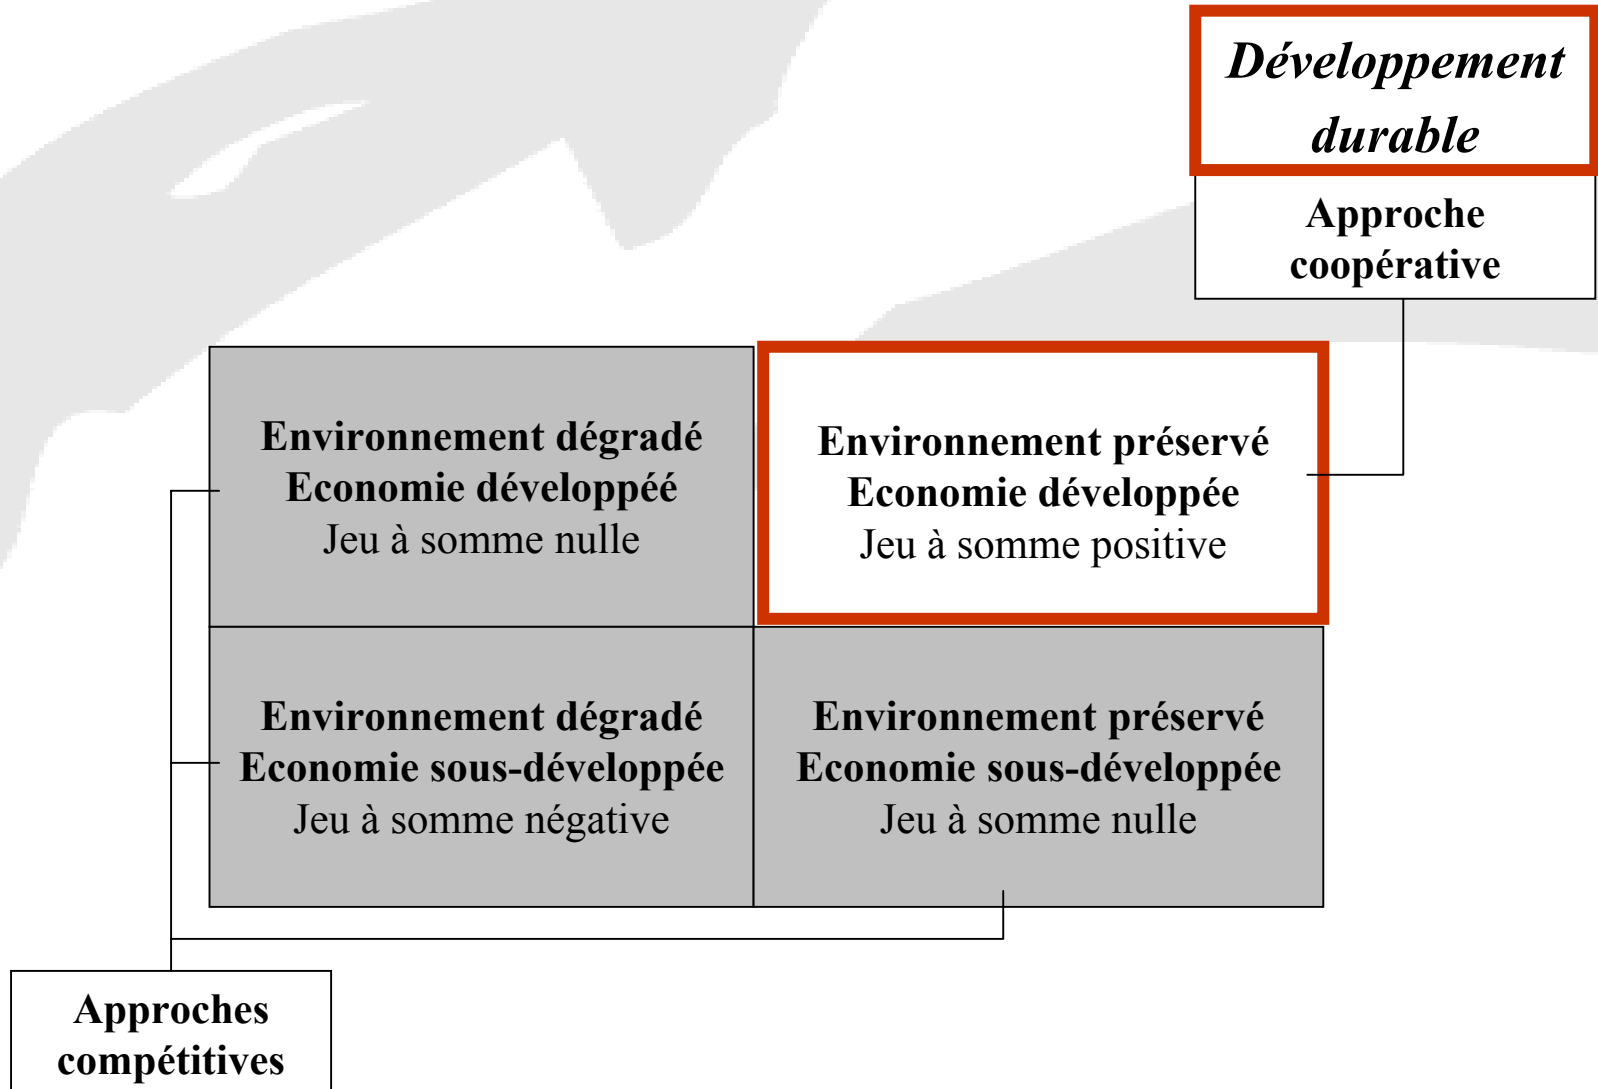 Développement
durable
Approche
coopérative
Environnement dégradé
Economie développéé
Jeu à somme nulle
Environnement préservé
Economie développée
Jeu à somme positive
Environnement dégradé
Economie sous-développée
Jeu à somme négative
Environnement préservé
Economie sous-développée
Jeu à somme nulle
Approches
compétitives